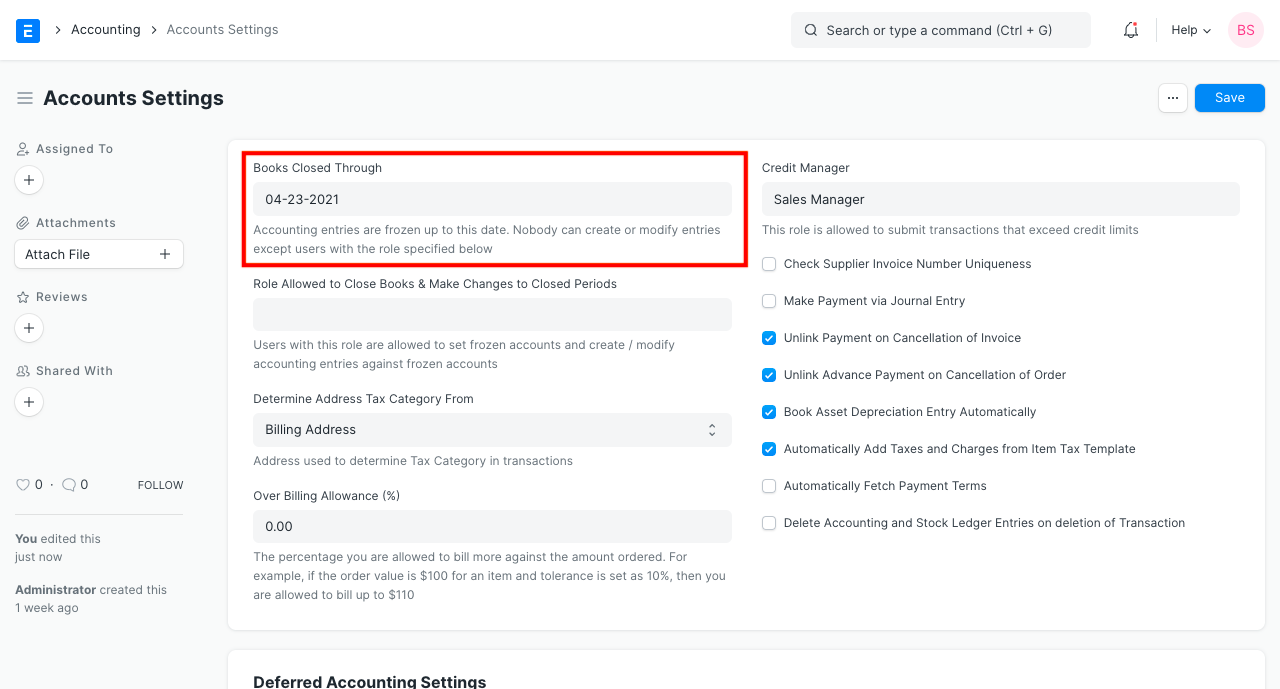 E
Accounting
Accounts Settings
Search or type a command (Ctrl + G)
Help
BS
Accounts Settings
...
Save
Assigned To
+
Attachments
Attach File +
Reviews
+
Shared With
+
0 · 0 FOLLOW
You edited this
just now
Administrator created this
1 week ago
Books Closed Through
04-23-2021
Accounting entries are frozen up to this date. Nobody can create or modify entries
except users with the role specified below
Role Allowed to Close Books & Make Changes to Closed Periods
Users with this role are allowed to set frozen accounts and create / modify
accounting entries against frozen accounts
Determine Address Tax Category From
Billing Address
Address used to determine Tax Category in transactions
Over Billing Allowance (%)
0.00
The percentage you are allowed to bill more against the amount ordered. For
example, if the order value is $100 for an item and tolerance is set as 10%, then you
are allowed to bill up to $110
Credit Manager
Sales Manager
This role is allowed to submit transactions that exceed credit limits
Check Supplier Invoice Number Uniqueness
Make Payment via Journal Entry
Unlink Payment on Cancellation of Invoice
Unlink Advance Payment on Cancellation of Order
Book Asset Depreciation Entry Automatically
Automatically Add Taxes and Charges from Item Tax Template
Automatically Fetch Payment Terms
Delete Accounting and Stock Ledger Entries on deletion of Transaction
Deferred Accounting Settings